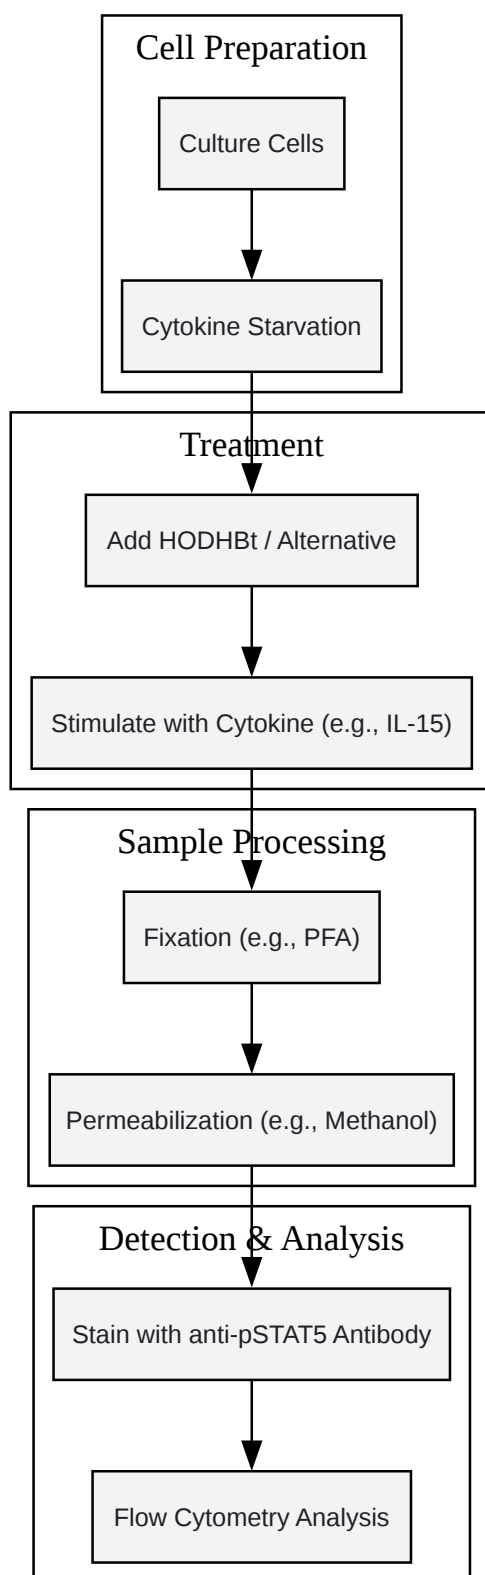 Cell Preparation
Culture Cells
Cytokine Starvation
Treatment
Add HODHBt / Alternative
Stimulate with Cytokine (e.g., IL-15)
Sample Processing
Fixation (e.g., PFA)
Permeabilization (e.g., Methanol)
Detection & Analysis
Stain with anti-pSTAT5 Antibody
Flow Cytometry Analysis